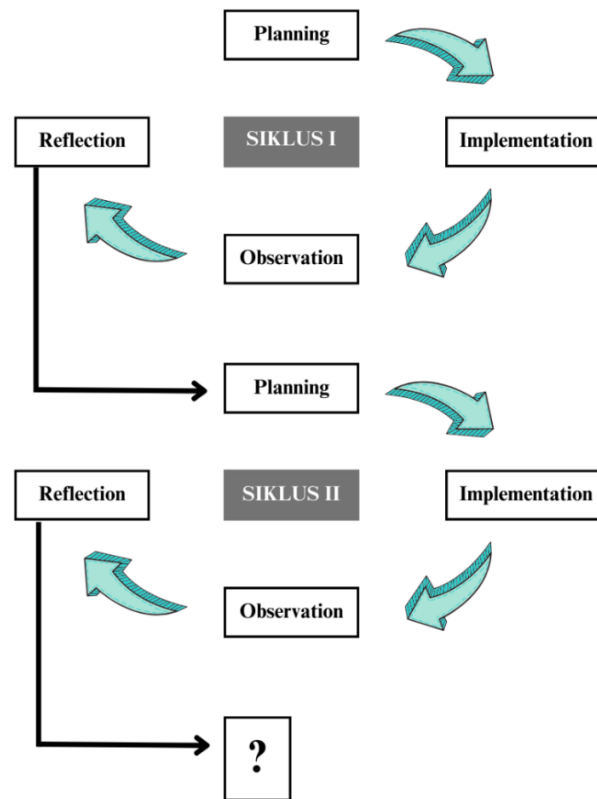 Planning
Reflection
SIKLUS I
Implementation
Observation
Planning
Reflection
SIKLUS II
Implementation
Observation
?